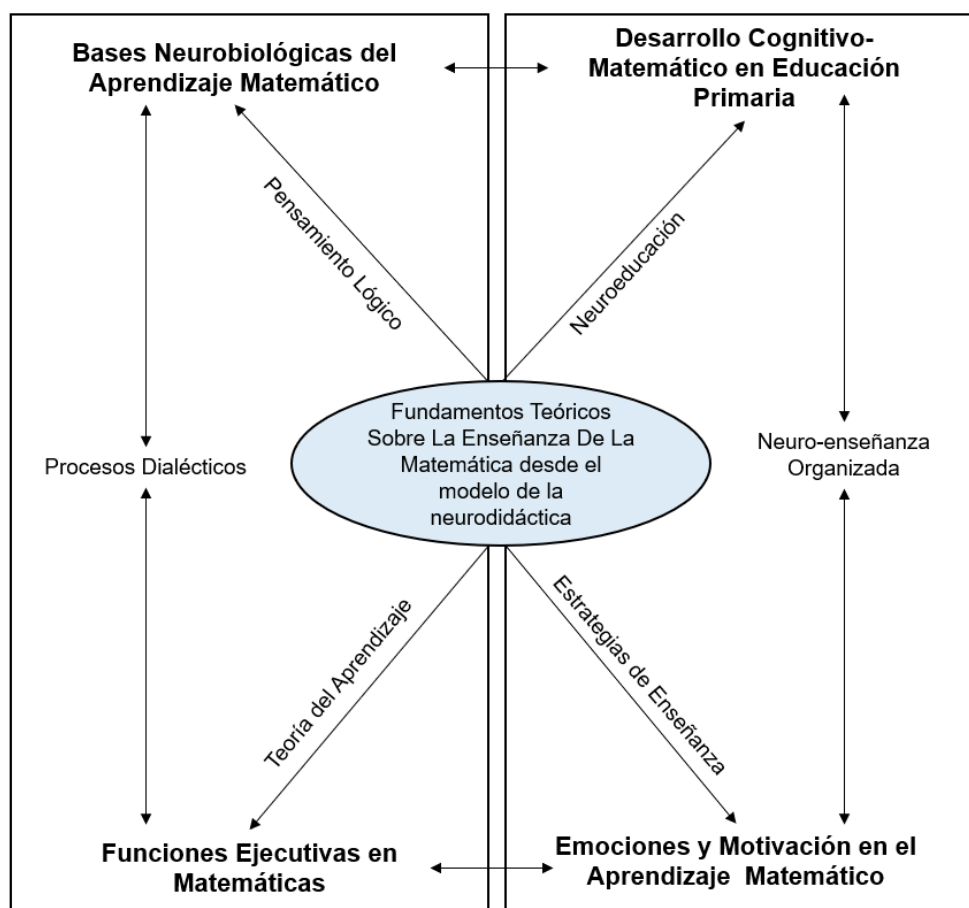 Bases Neurobiológicas del
Aprendizaje Matemático
Desarrollo Cognitivo-
Matemático en Educación
Primaria
Pensamiento Lógico
Neuroeducación
Fundamentos Teóricos
Sobre La Enseñanza De La
Matemática desde el
modelo de la
neurodidáctica
Procesos Dialécticos
Neuro-enseñanza
Organizada
Teoría del Aprendizaje
Estrategias de Enseñanza
Funciones Ejecutivas en
Matemáticas
Emociones y Motivación en el
Aprendizaje Matemático